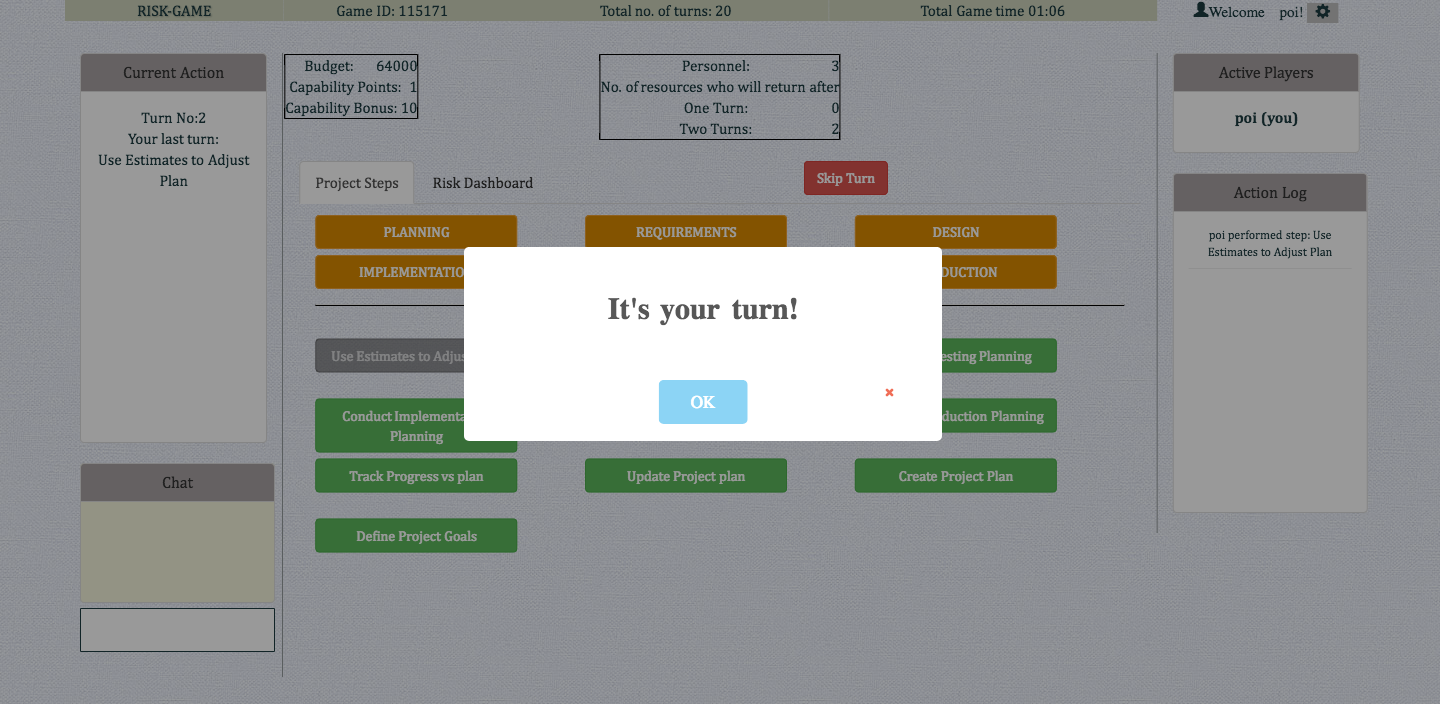 RISK-GAME
Game ID: 115171
Total no. of turns: 20
Total Game time 01:06
Welcome poi!
Current Action
Turn No:2
Your last turn:
Use Estimates to Adjust
Plan
Budget: 64000
Capability Points: 1
Capability Bonus: 10
Personnel: 3
No. of resources who will return after
One Turn: 0
Two Turns: 2
Project Steps
Risk Dashboard
Skip Turn
PLANNING
REQUIREMENTS
DESIGN
IMPLEMENTATIO
DUCTION
It's your turn!
OK
Use Estimates to Adjus
esting Planning
Conduct Implementa
Planning
duction Planning
Track Progress vs plan
Update Project plan
Create Project Plan
Define Project Goals
Chat
Active Players
poi (you)
Action Log
poi performed step: Use
Estimates to Adjust Plan